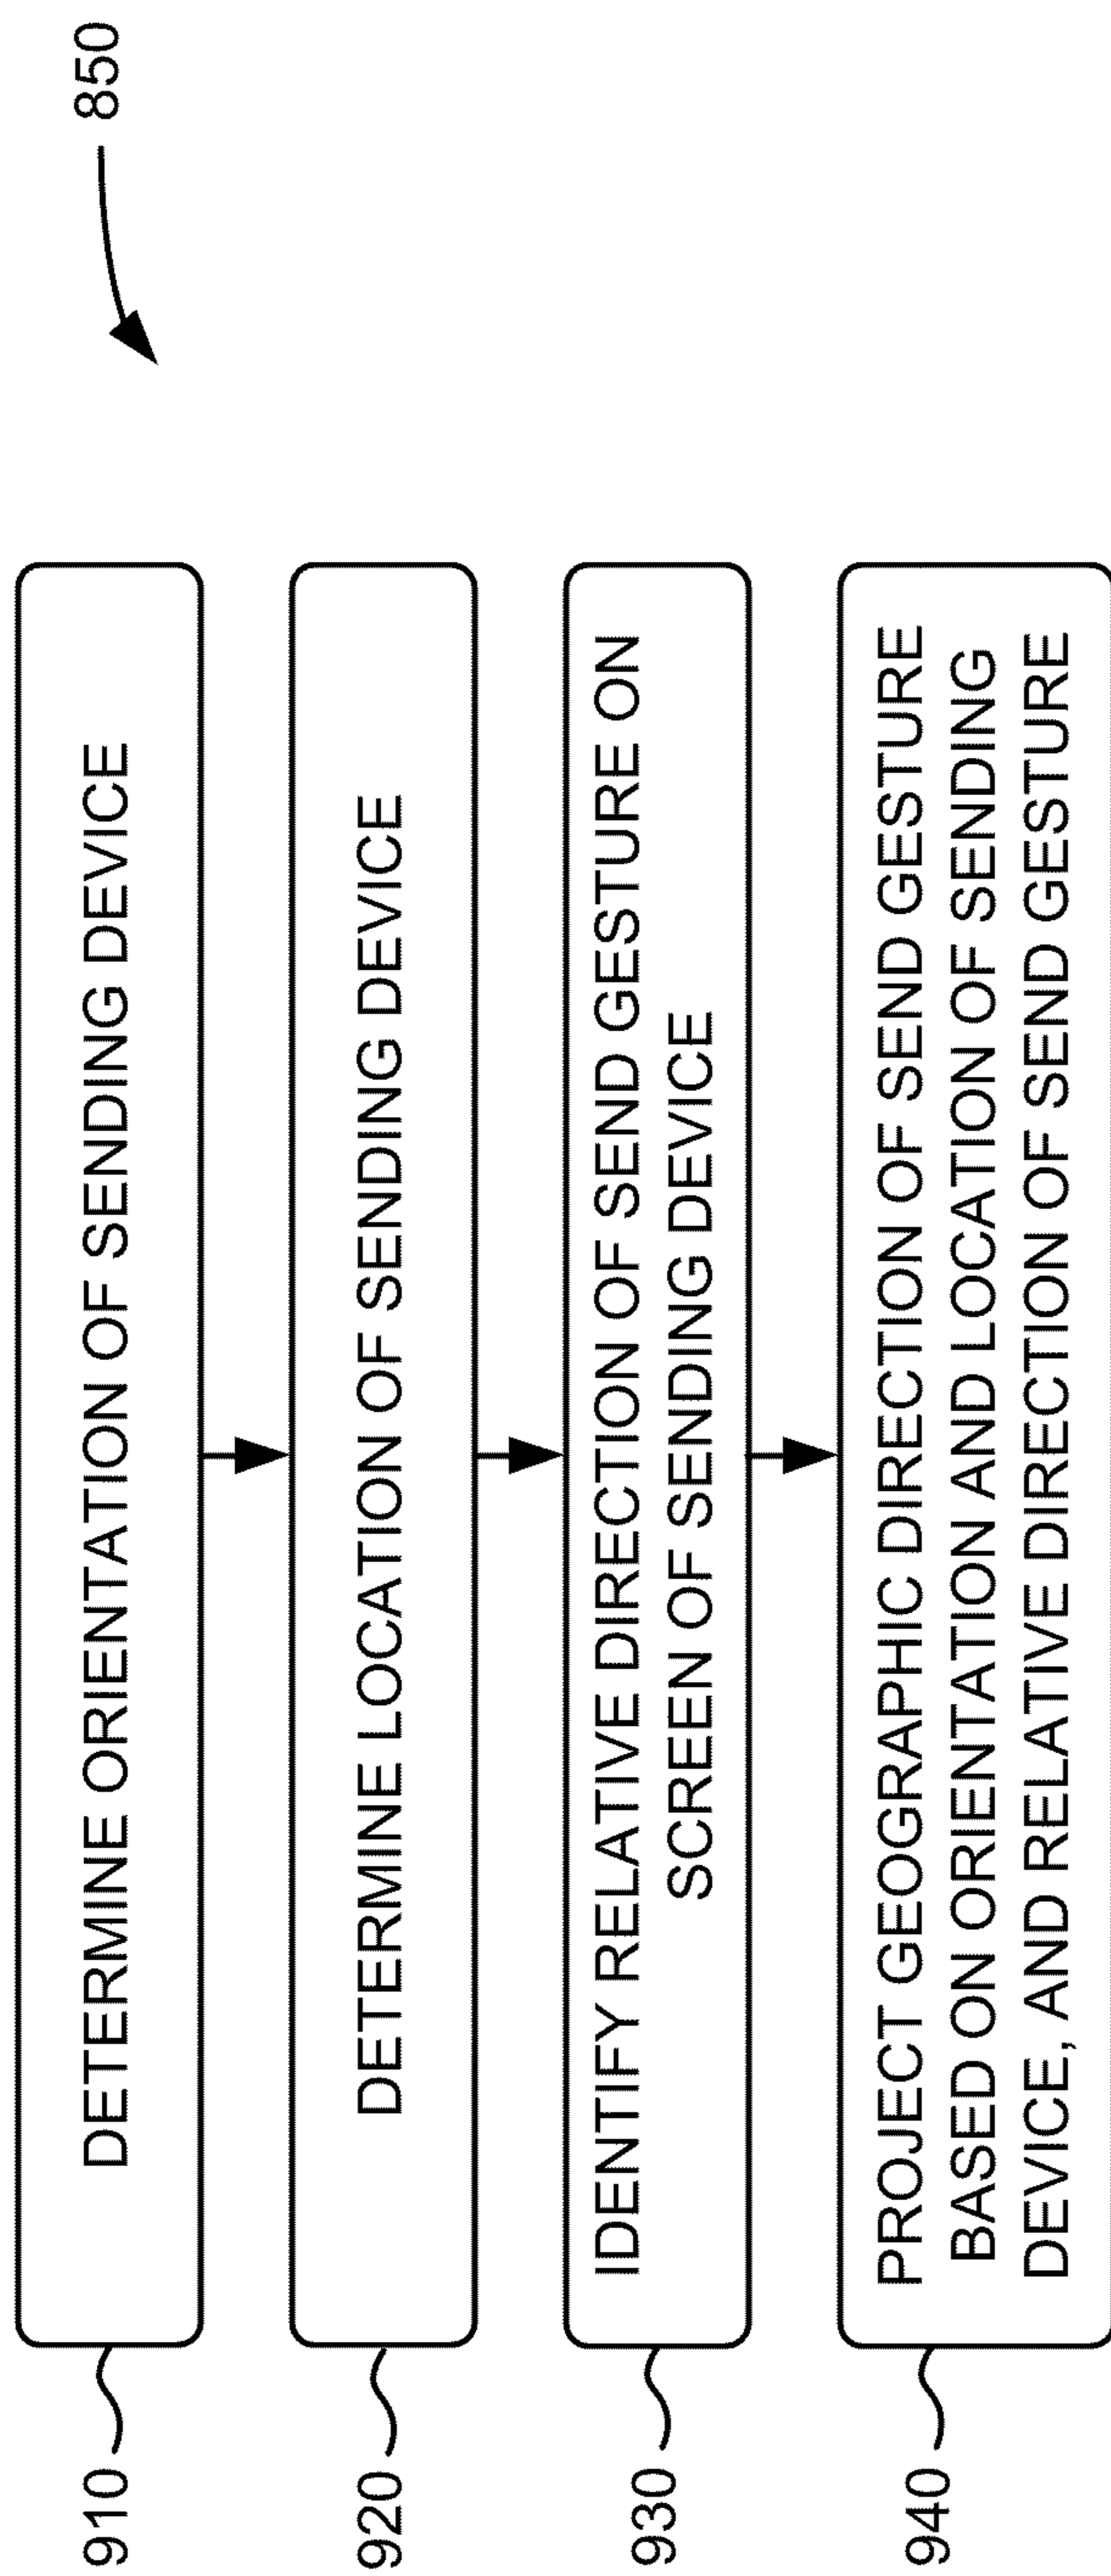 850
910
DETERMINE ORIENTATION OF SENDING DEVICE
920
DETERMINE LOCATION OF SENDING DEVICE
930
IDENTIFY RELATIVE DIRECTION OF SEND GESTURE ON
SCREEN OF SENDING DEVICE
940
PROJECT GEOGRAPHIC DIRECTION OF SEND GESTURE
BASED ON ORIENTATION AND LOCATION OF SENDING
DEVICE, AND RELATIVE DIRECTION OF SEND GESTURE